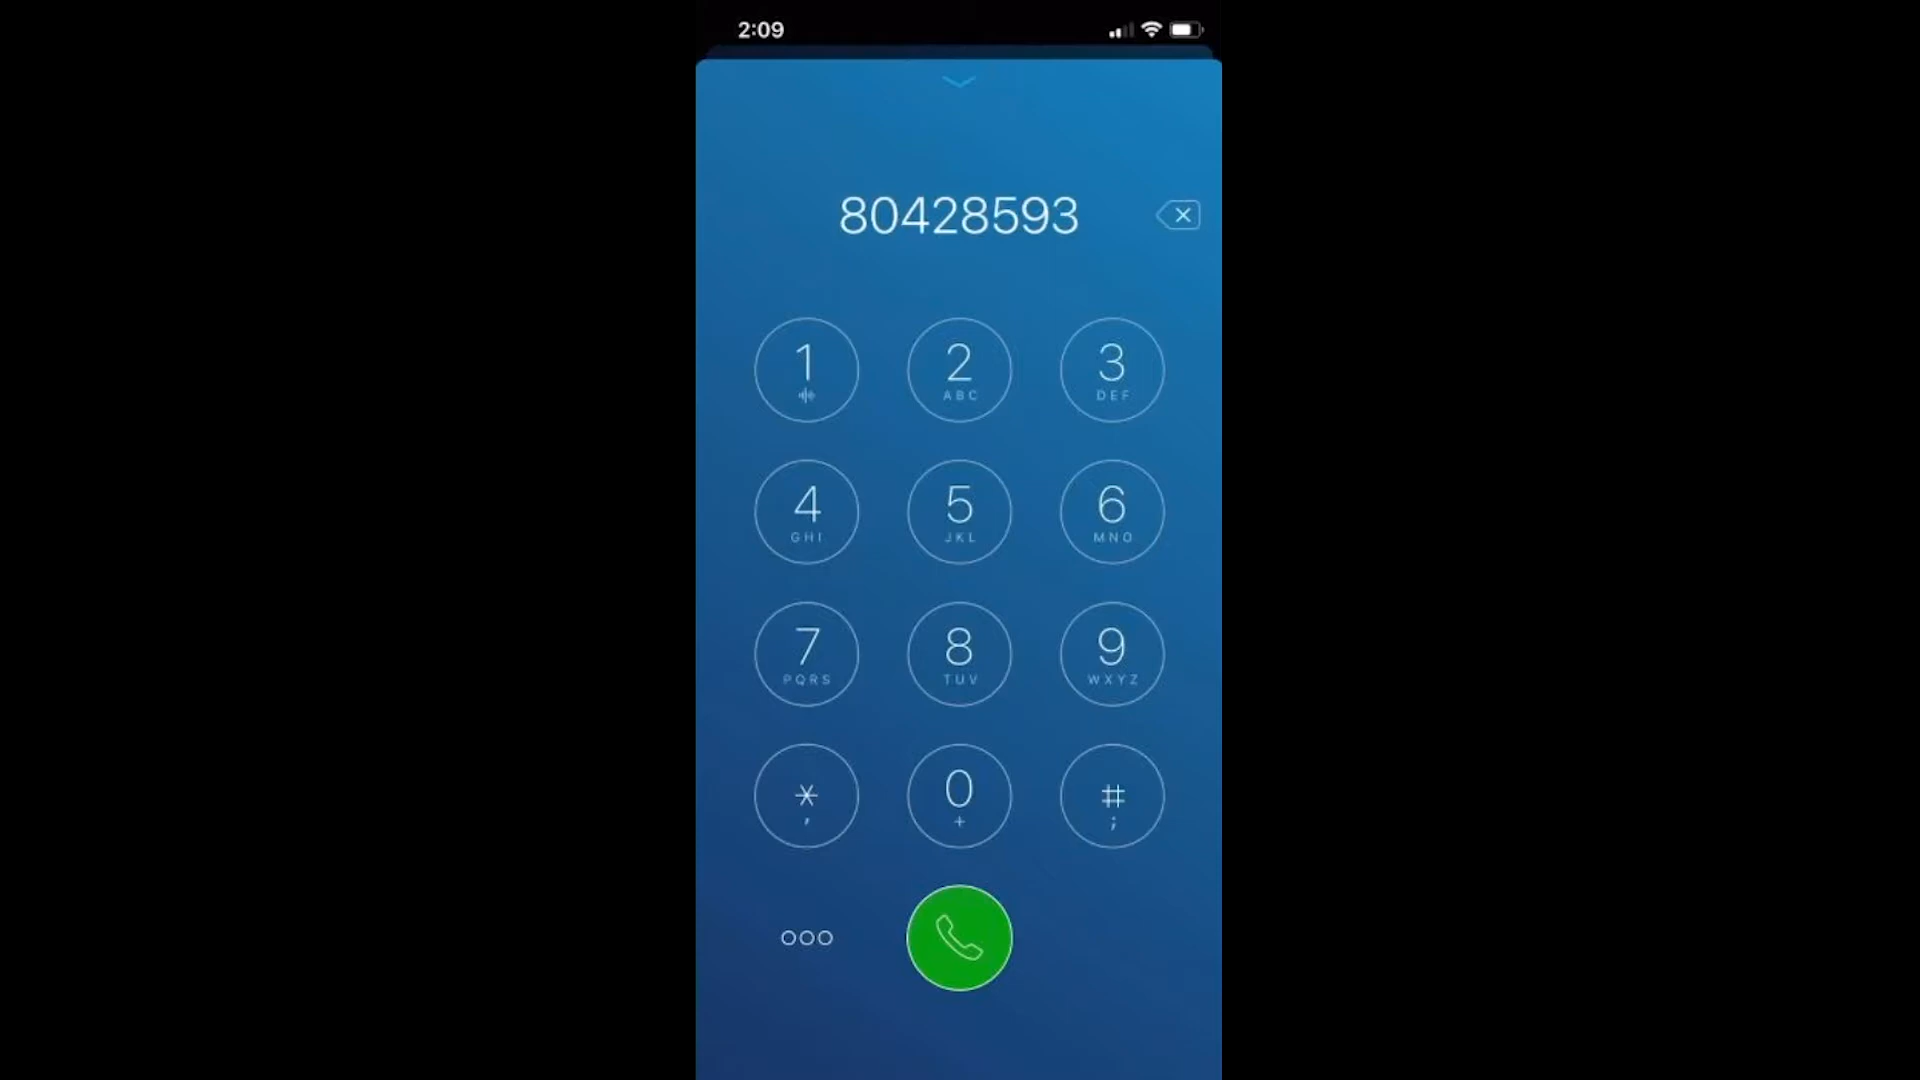 2:09
80428593
1 2 3
ABC DEF
4 5 6
GHI JKL MNO
7 8 9
PQRS TUV WXYZ
* 0 #
, + ;